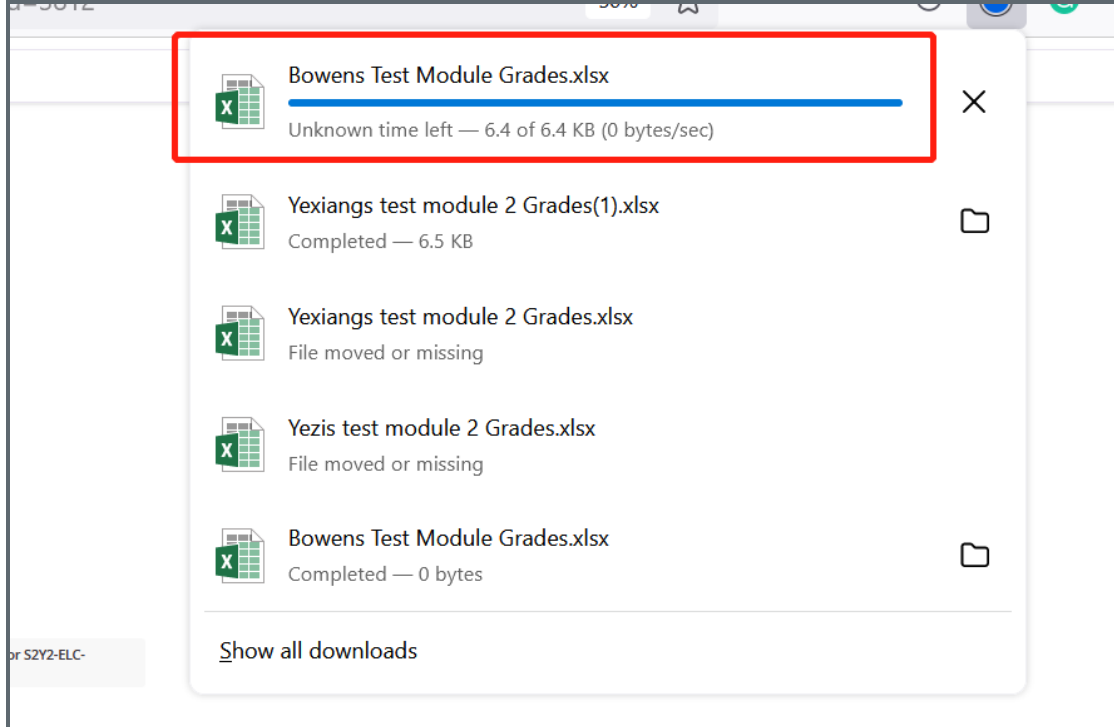 Bowens Test Module Grades.xlsx
Unknown time left — 6.4 of 6.4 KB (0 bytes/sec)
Yexiangs test module 2 Grades(1).xlsx
Completed — 6.5 KB
Yexiangs test module 2 Grades.xlsx
File moved or missing
Yezis test module 2 Grades.xlsx
File moved or missing
Bowens Test Module Grades.xlsx
Completed — 0 bytes
or S2Y2-ELC-
Show all downloads